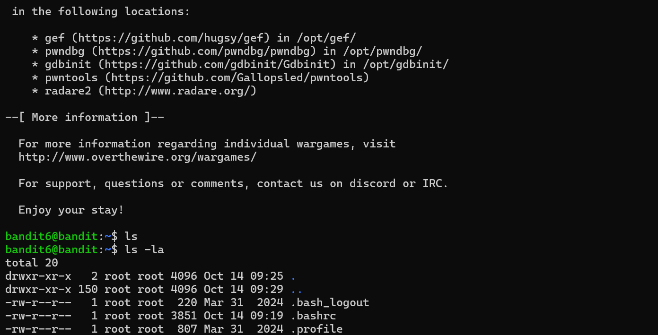 in the following locations:
* gef (https://github.com/hugsy/gef) in /opt/gef/
* pwndbg (https://github.com/pwndbg/pwndbg) in /opt/pwndbg/
* gdbinit (https://github.com/gdbinit/Gdbinit) in /opt/gdbinit/
* pwntools (https://github.com/Gallopsled/pwntools)
* radare2 (http://www.radare.org/)
--[ More information ]--
For more information regarding individual wargames, visit
http://www.overthewire.org/wargames/
For support, questions or comments, contact us on discord or IRC.
Enjoy your stay!
bandit6@bandit:~$ ls
bandit6@bandit:~$ ls -la
total 20
drwxr-xr-x   2 root root 4096 Oct 14 09:25 .
drwxr-xr-x 150 root root 4096 Oct 14 09:29 ..
-rw-r--r--   1 root root  220 Mar 31  2024 .bash_logout
-rw-r--r--   1 root root 3851 Oct 14 09:19 .bashrc
-rw-r--r--   1 root root  807 Mar 31  2024 .profile